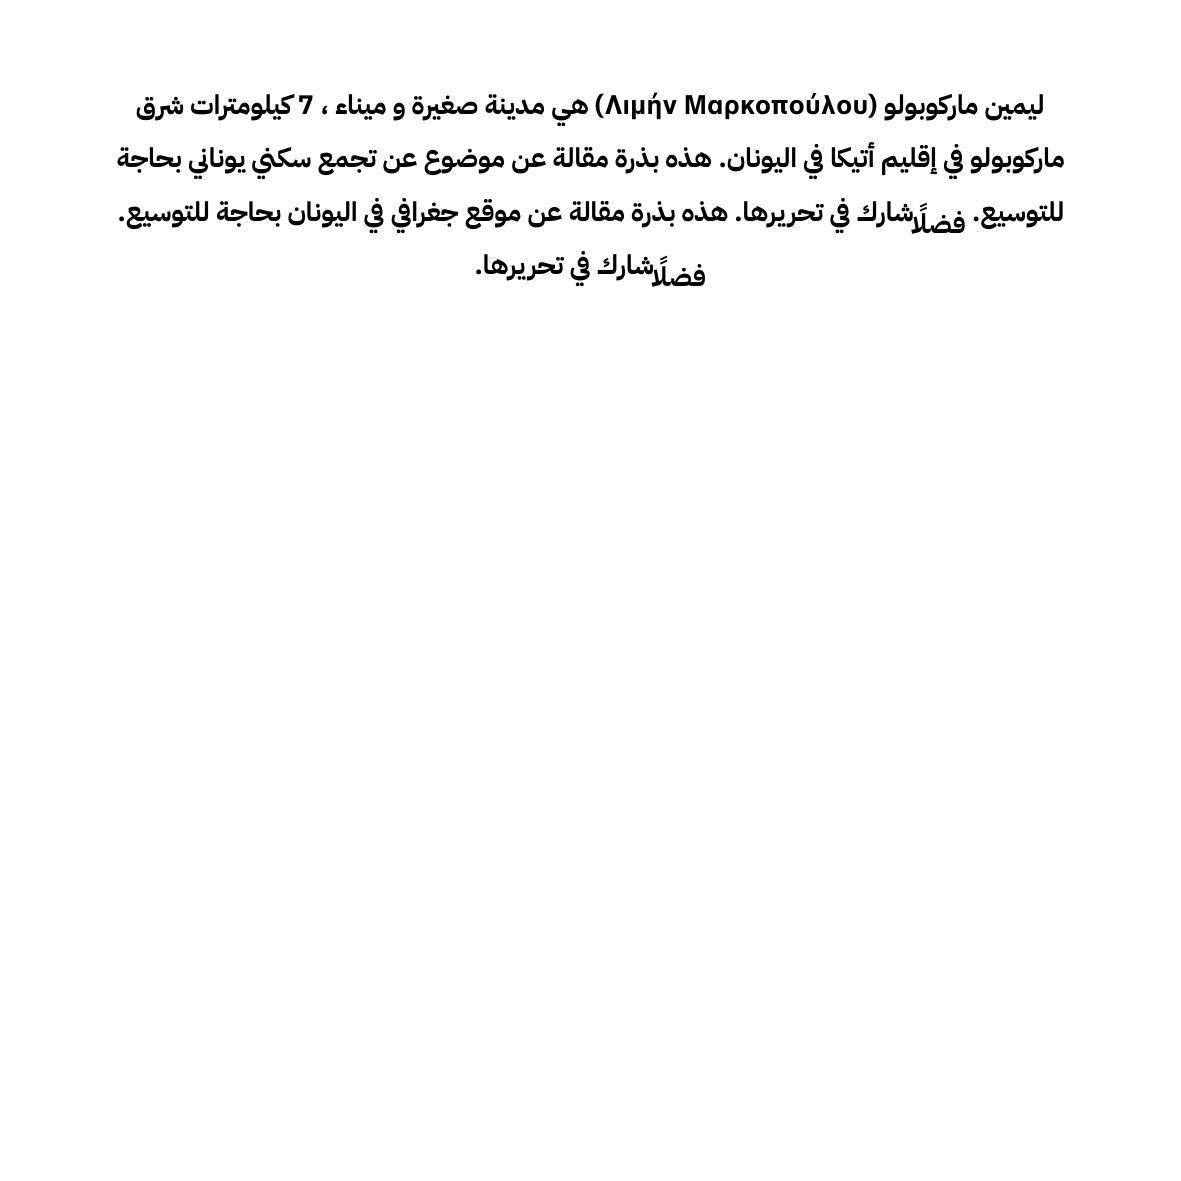 ليمين ماركوبولو (Λιμήν Μαρκοπούλου) هي مدينة صغيرة و ميناء ، 7 كيلومترات شرق
ماركوبولو في إقليم أتيكا في اليونان. هذه بذرة مقالة عن موضوع عن تجمع سكني يوناني بحاجة
للتوسيع. فضلًا شارك في تحريرها. هذه بذرة مقالة عن موقع جغرافي في اليونان بحاجة للتوسيع.
فضلًا شارك في تحريرها.